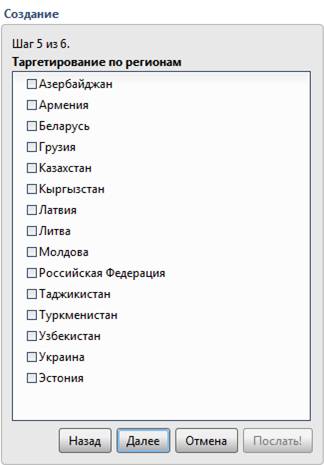 Создание
Шаг 5 из 6.
Таргетирование по регионам
Азербайджан
Армения
Беларусь
Грузия
Казахстан
Кыргызстан
Латвия
Литва
Молдова
Российская Федерация
Таджикистан
Туркменистан
Узбекистан
Украина
Эстония
Назад Далее Отмена Послать!